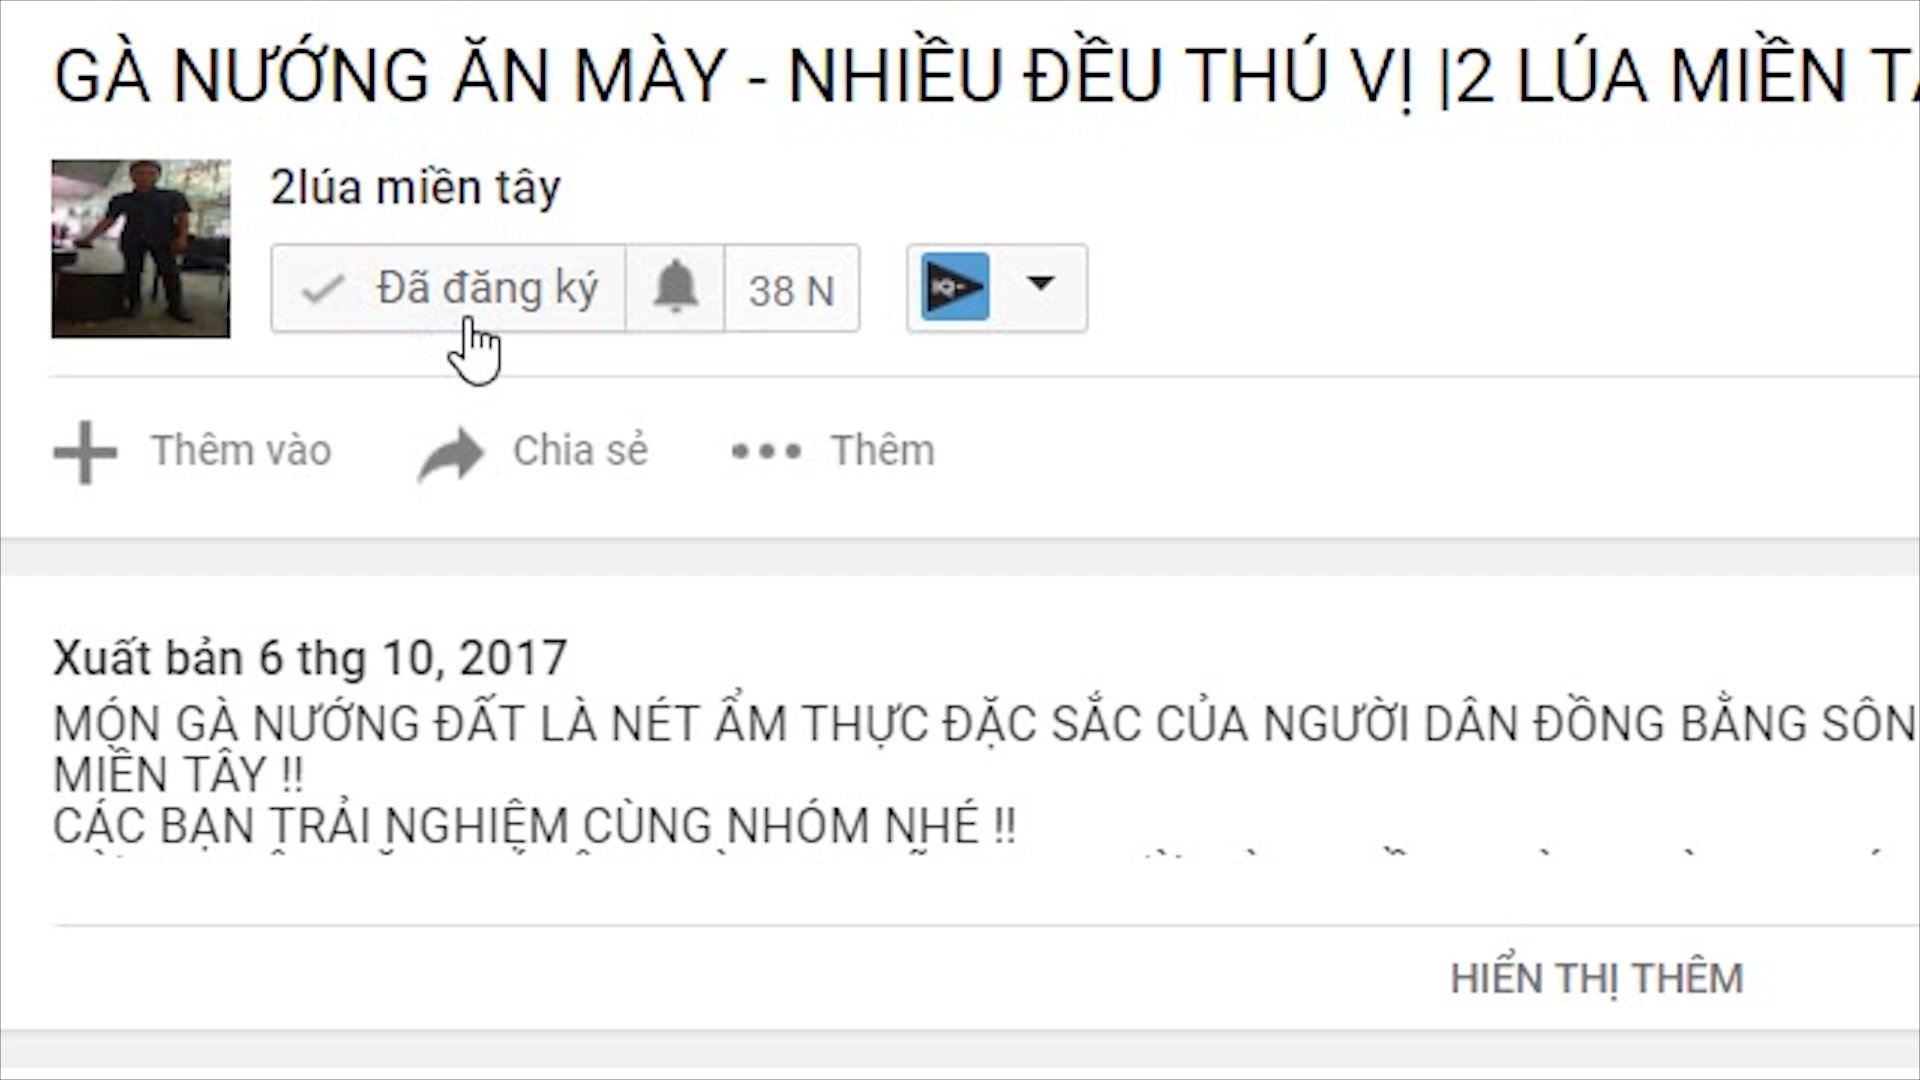 GÀ NƯỚNG ĂN MÀY - NHIỀU ĐỀU THÚ VỊ |2 LÚA MIỀN
2lúa miền tây
Đã đăng ký 38 N
Thêm vào Chia sẻ Thêm
Xuất bản 6 thg 10, 2017
MÓN GÀ NƯỚNG ĐẤT LÀ NÉT ẨM THỰC ĐẶC SẮC CỦA NGƯỜI DÂN ĐỒNG BẰNG SÔN
MIỀN TÂY !!
CÁC BẠN TRẢI NGHIỆM CÙNG NHÓM NHÉ !!
HIỂN THỊ THÊM